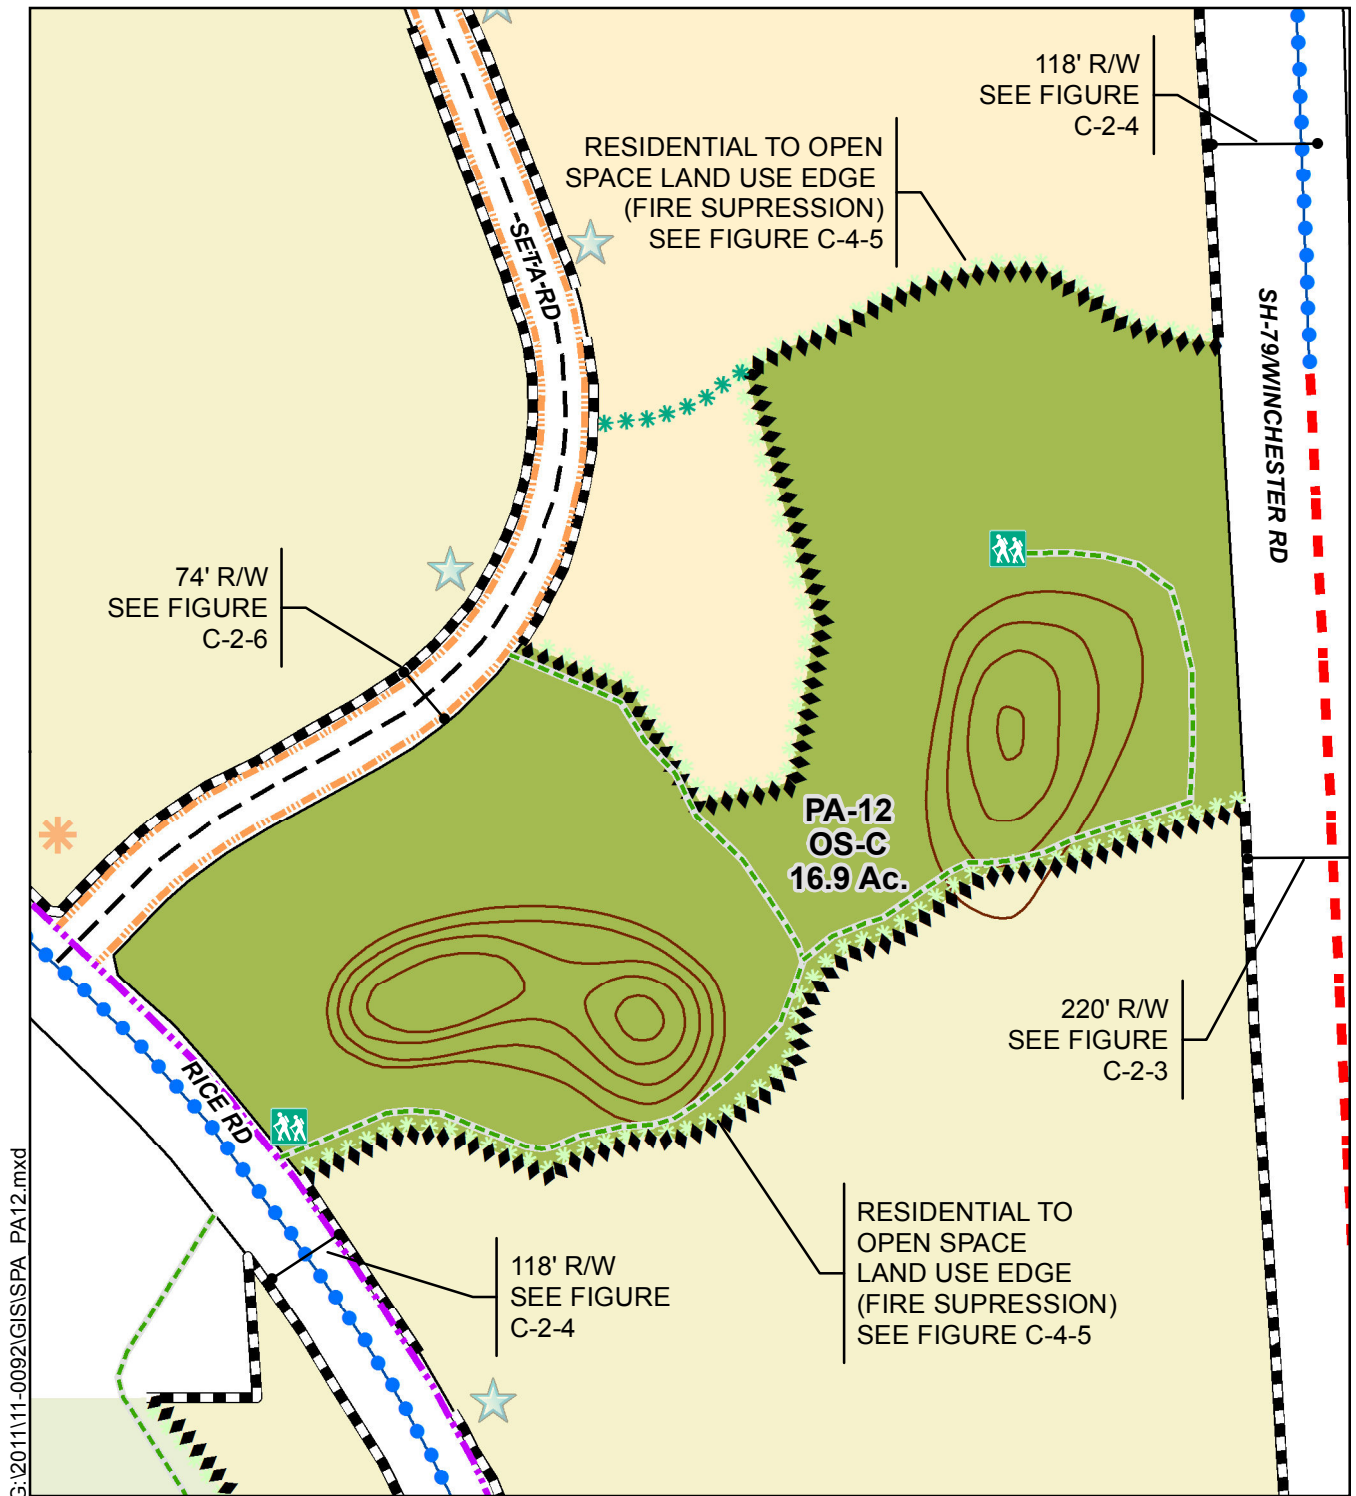 118' R/W
SEE FIGURE
C-2-4
RESIDENTIAL TO OPEN
SPACE LAND USE EDGE
(FIRE SUPRESSION)
SEE FIGURE C-4-5
SET-A-RD
SH-79/WINCHESTER RD
74' R/W
SEE FIGURE
C-2-6
PA-12
OS-C
16.9 Ac.
220' R/W
SEE FIGURE
C-2-3
RICE RD
118' R/W
SEE FIGURE
C-2-4
RESIDENTIAL TO
OPEN SPACE
LAND USE EDGE
(FIRE SUPRESSION)
SEE FIGURE C-4-5
G:\2011\11-0092\GIS\SPA_PA12.mxd